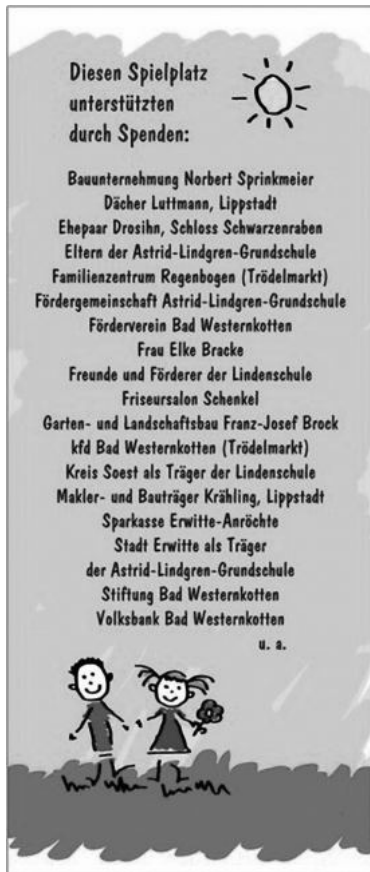 Diesen Spielplatz
unterstützten
durch Spenden:
Bauunternehmung Norbert Sprinkmeier
Dächer Luttmann, Lippstadt
Ehepaar Drosihn, Schloss Schwarzenraben
Eltern der Astrid-Lindgren-Grundschule
Familienzentrum Regenbogen (Trödelmarkt)
Fördergemeinschaft Astrid-Lindgren-Grundschule
Förderverein Bad Westernkotten
Frau Elke Bracke
Freunde und Förderer der Lindenschule
Friseursalon Schenkel
Garten- und Landschaftsbau Franz-Josef Brock
kfd Bad Westernkotten (Trödelmarkt)
Kreis Soest als Träger der Lindenschule
Makler- und Bauträger Krähling, Lippstadt
Sparkasse Erwitte-Anröchte
Stadt Erwitte als Träger
der Astrid-Lindgren-Grundschule
Stiftung Bad Westernkotten
Volksbank Bad Westernkotten
u. a.